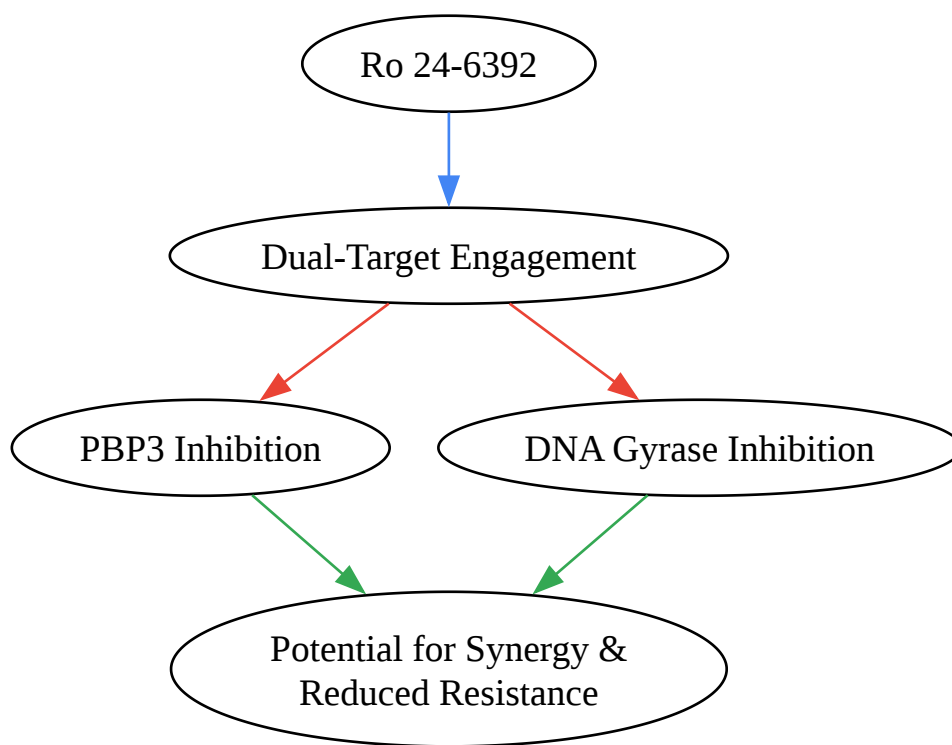 Ro 24-6392
Dual-Target Engagement
PBP3 Inhibition
DNA Gyrase Inhibition
Potential for Synergy &
Reduced Resistance